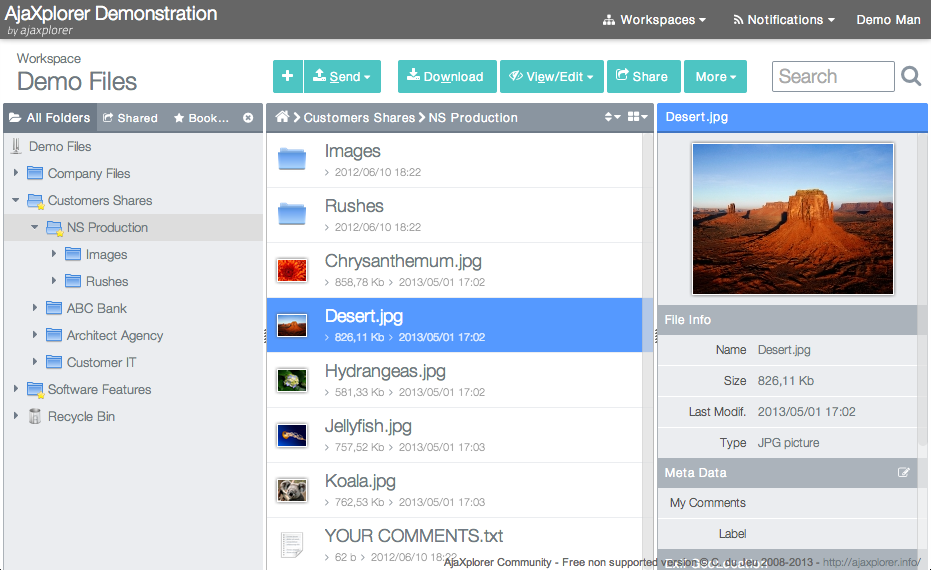 AjaXplorer Demonstration
by ajaxplorer
Workspaces
Notifications
Demo Man
Workspace
Demo Files
Send
Download
View/Edit
Share
More
Search
All Folders
Shared
Book...
Demo Files
Company Files
Customers Shares
NS Production
Images
Rushes
ABC Bank
Architect Agency
Customer IT
Software Features
Recycle Bin
Customers Shares
NS Production
Images
2012/06/10 18:22
Rushes
2012/06/10 18:22
Chrysanthemum.jpg
858,78 Kb › 2013/05/01 17:02
Desert.jpg
826,11 Kb › 2013/05/01 17:02
Hydrangeas.jpg
581,33 Kb › 2013/05/01 17:02
Jellyfish.jpg
757,52 Kb › 2013/05/01 17:03
Koala.jpg
762,53 Kb › 2013/05/01 17:03
YOUR COMMENTS.txt
62 b › 2012/06/10 18:22
Desert.jpg
File Info
Name Desert.jpg
Size 826,11 Kb
Last Modif. 2013/05/01 17:02
Type JPG picture
Meta Data
My Comments
Label
AjaXplorer Community - Free non supported version © C. du Jeu 2008-2013 - http://ajaxplorer.info/